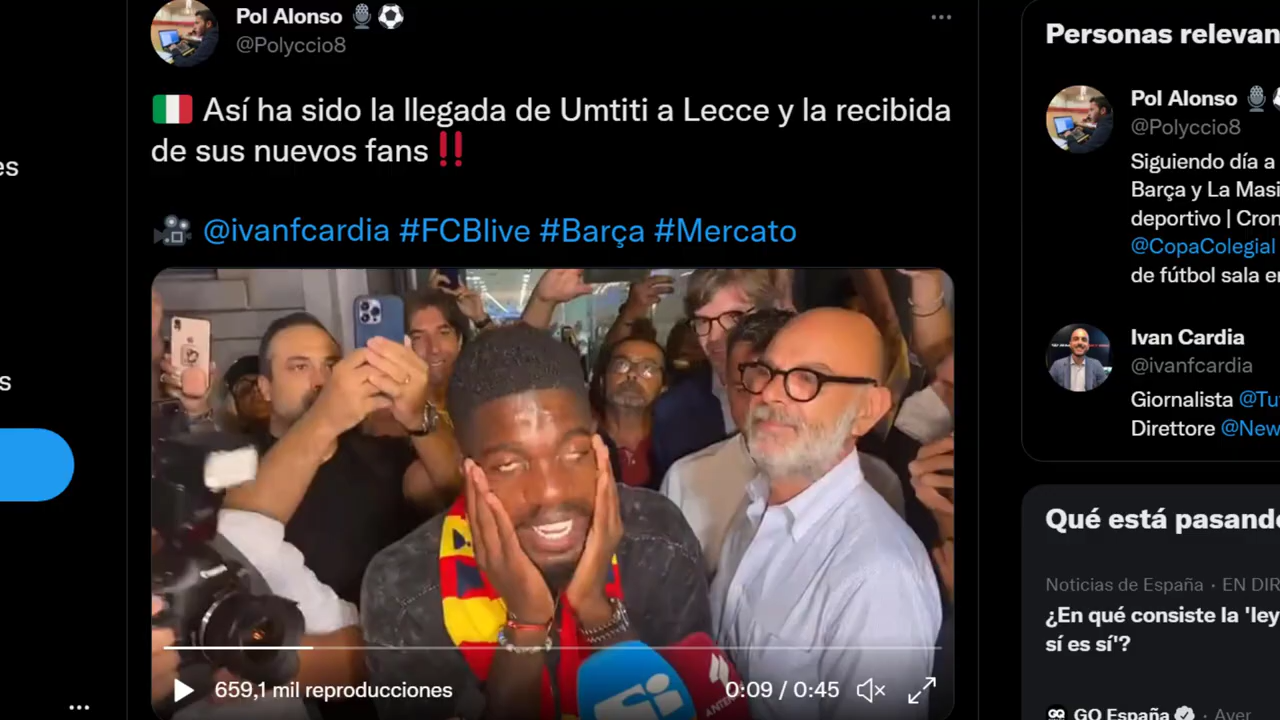 Pol Alonso
@Polyccio8
Así ha sido la llegada de Umtiti a Lecce y la recibida
de sus nuevos fans ‼
@ivanfcardia #FCBlive #Barça #Mercato
659,1 mil reproducciones
0:09 / 0:45
es
s
Personas relevan
Pol Alonso
@Polyccio8
Siguiendo día a
Barça y La Masi
deportivo | Cron
@CopaColegial
de fútbol sala e
Ivan Cardia
@ivanfcardia
Giornalista @Tu
Direttore @New
Qué está pasand
Noticias de España · EN DIR
¿En qué consiste la 'ley
sí es sí'?
GQ España · Ayer